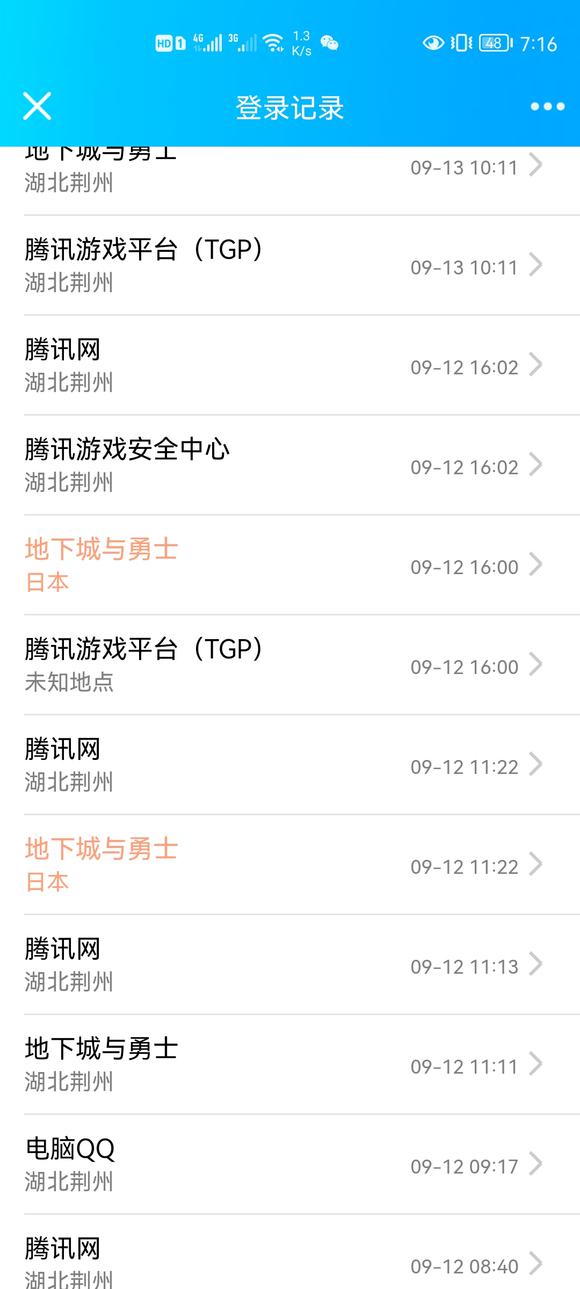 HD 1 4G 3G 1.3 K/s 48 7:16
登录记录
地下城与勇士
湖北荆州
09-13 10:11
腾讯游戏平台（TGP）
湖北荆州
09-13 10:11
腾讯网
湖北荆州
09-12 16:02
腾讯游戏安全中心
湖北荆州
09-12 16:02
地下城与勇士
日本
09-12 16:00
腾讯游戏平台（TGP）
未知地点
09-12 16:00
腾讯网
湖北荆州
09-12 11:22
地下城与勇士
日本
09-12 11:22
腾讯网
湖北荆州
09-12 11:13
地下城与勇士
湖北荆州
09-12 11:11
电脑QQ
湖北荆州
09-12 09:17
腾讯网
湖北荆州
09-12 08:40